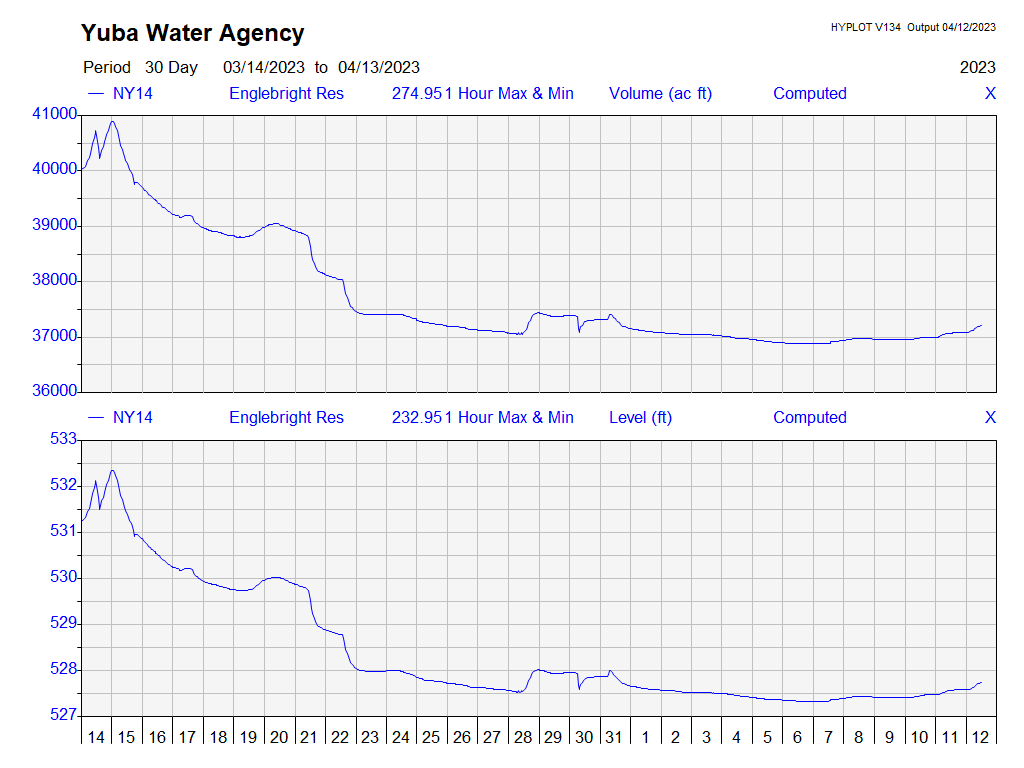 Yuba Water Agency
HYPLOT V134 Output 04/12/2023
Period 30 Day 03/14/2023 to 04/13/2023 2023
NY14 Englebright Res 274.951 Hour Max & Min Volume (ac ft) Computed X
41000
40000
39000
38000
37000
36000
NY14 Englebright Res 232.951 Hour Max & Min Level (ft) Computed X
533
532
531
530
529
528
527
14 15 16 17 18 19 20 21 22 23 24 25 26 27 28 29 30 31 1 2 3 4 5 6 7 8 9 10 11 12